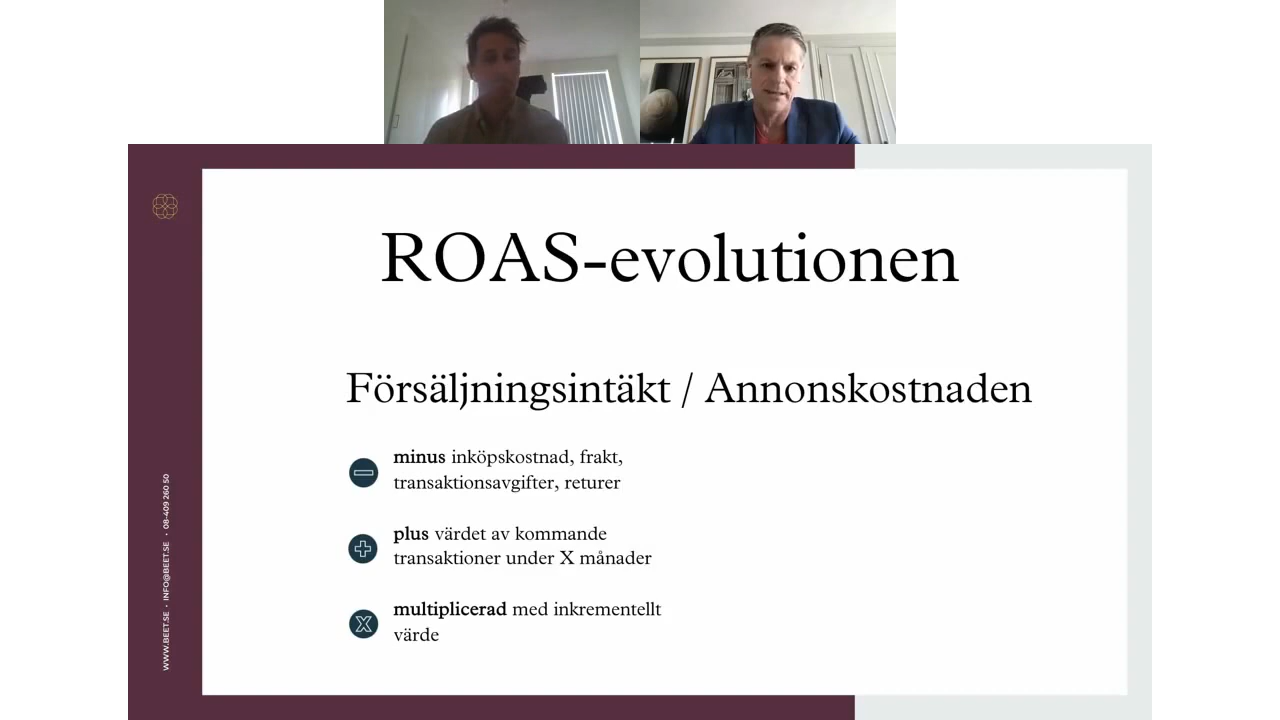 ROAS-evolutionen
Försäljningsintäkt / Annonskostnaden
minus inköpskostnad, frakt,
transaktionsavgifter, returer
plus värdet av kommande
transaktioner under X månader
multiplicerad med inkrementellt
värde
WWW.BEET.SE • INFO@BEET.SE • 08-409 260 50